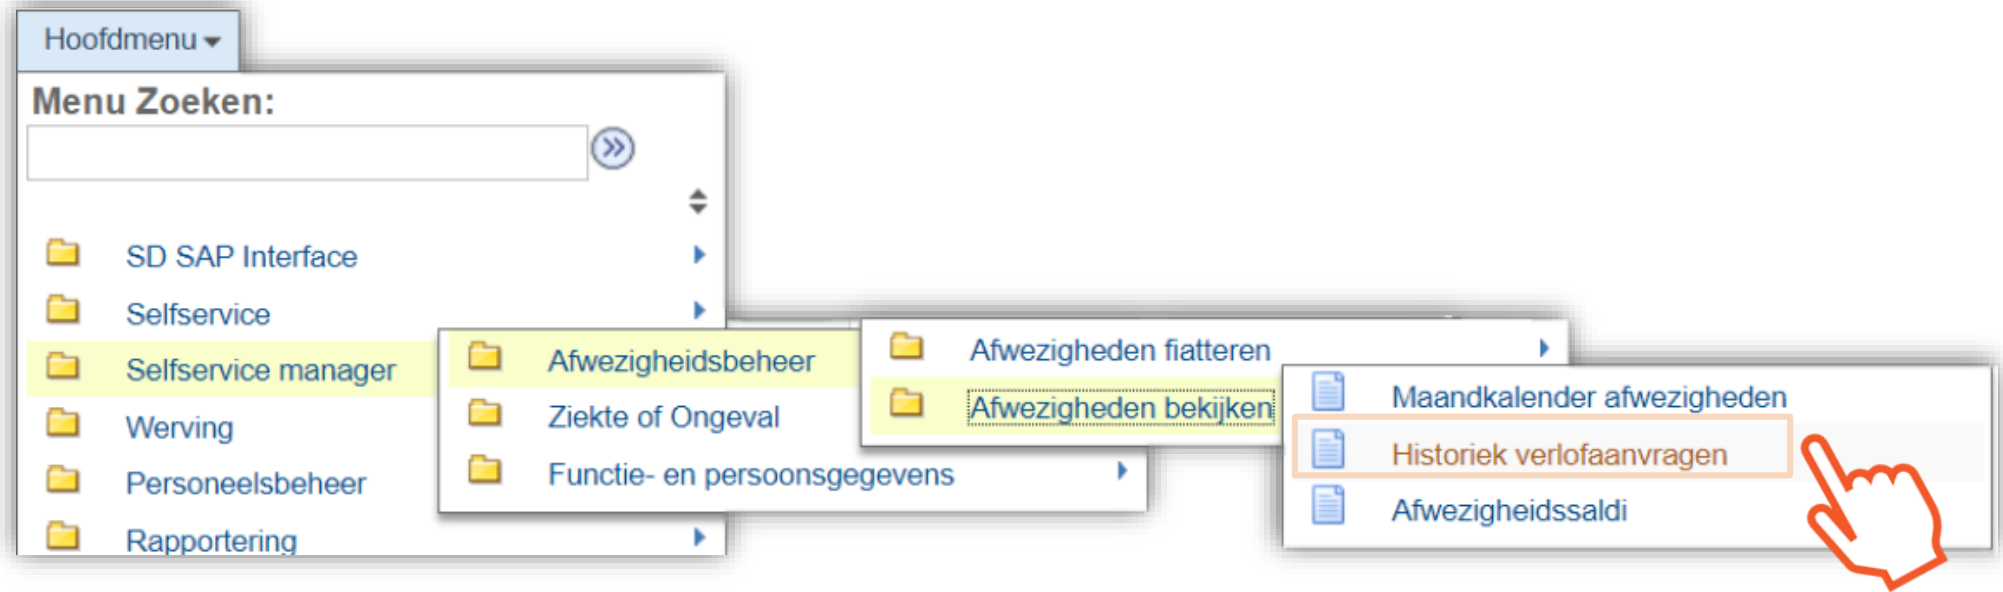 Hoofdmenu
Menu Zoeken:
SD SAP Interface
Selfservice
Selfservice manager
Werving
Personeelsbeheer
Rapportering
Afwezigheidsbeheer
Ziekte of Ongeval
Functie- en persoonsgegevens
Afwezigheden fiatteren
Afwezigheden bekijken
Maandkalender afwezigheden
Historiek verlofaanvragen
Afwezigheidssaldi